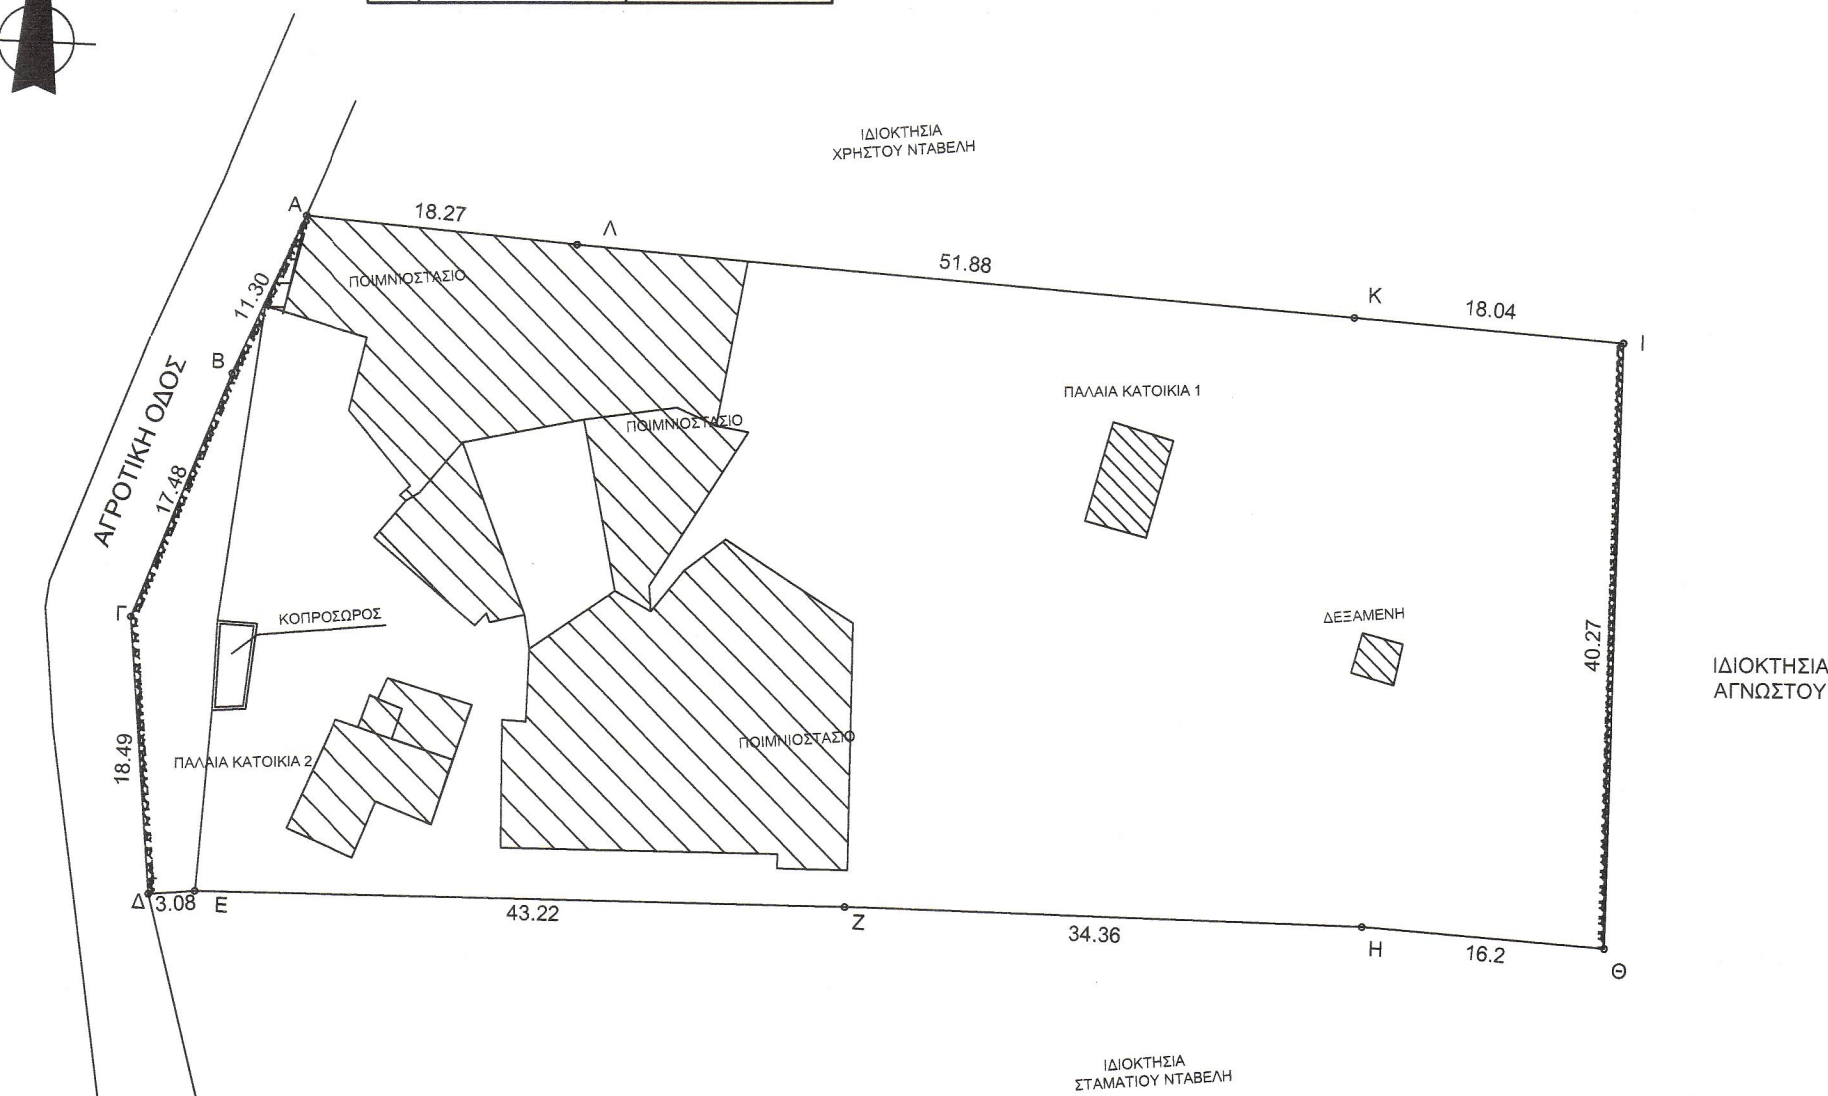 ΙΔΙΟΚΤΗΣΙΑ
ΧΡΗΣΤΟΥ ΝΤΑΒΕΛΗ
Α
18.27
Λ
51.88
Κ
18.04
Ι
ΠΟΙΜΝΙΟΣΤΑΣΙΟ
11.30
Β
ΑΓΡΟΤΙΚΗ ΟΔΟΣ
17.48
ΠΟΙΜΝΙΟΣΤΑΣΙΟ
ΠΑΛΑΙΑ ΚΑΤΟΙΚΙΑ 1
Γ
ΚΟΠΡΟΣΩΡΟΣ
ΔΕΞΑΜΕΝΗ
40.27
ΙΔΙΟΚΤΗΣΙΑ
ΑΓΝΩΣΤΟΥ
18.49
ΠΑΛΑΙΑ ΚΑΤΟΙΚΙΑ 2
ΠΟΙΜΝΙΟΣΤΑΣΙΟ
Δ
3.08
Ε
43.22
Ζ
34.36
Η
16.2
Θ
ΙΔΙΟΚΤΗΣΙΑ
ΣΤΑΜΑΤΙΟΥ ΝΤΑΒΕΛΗ